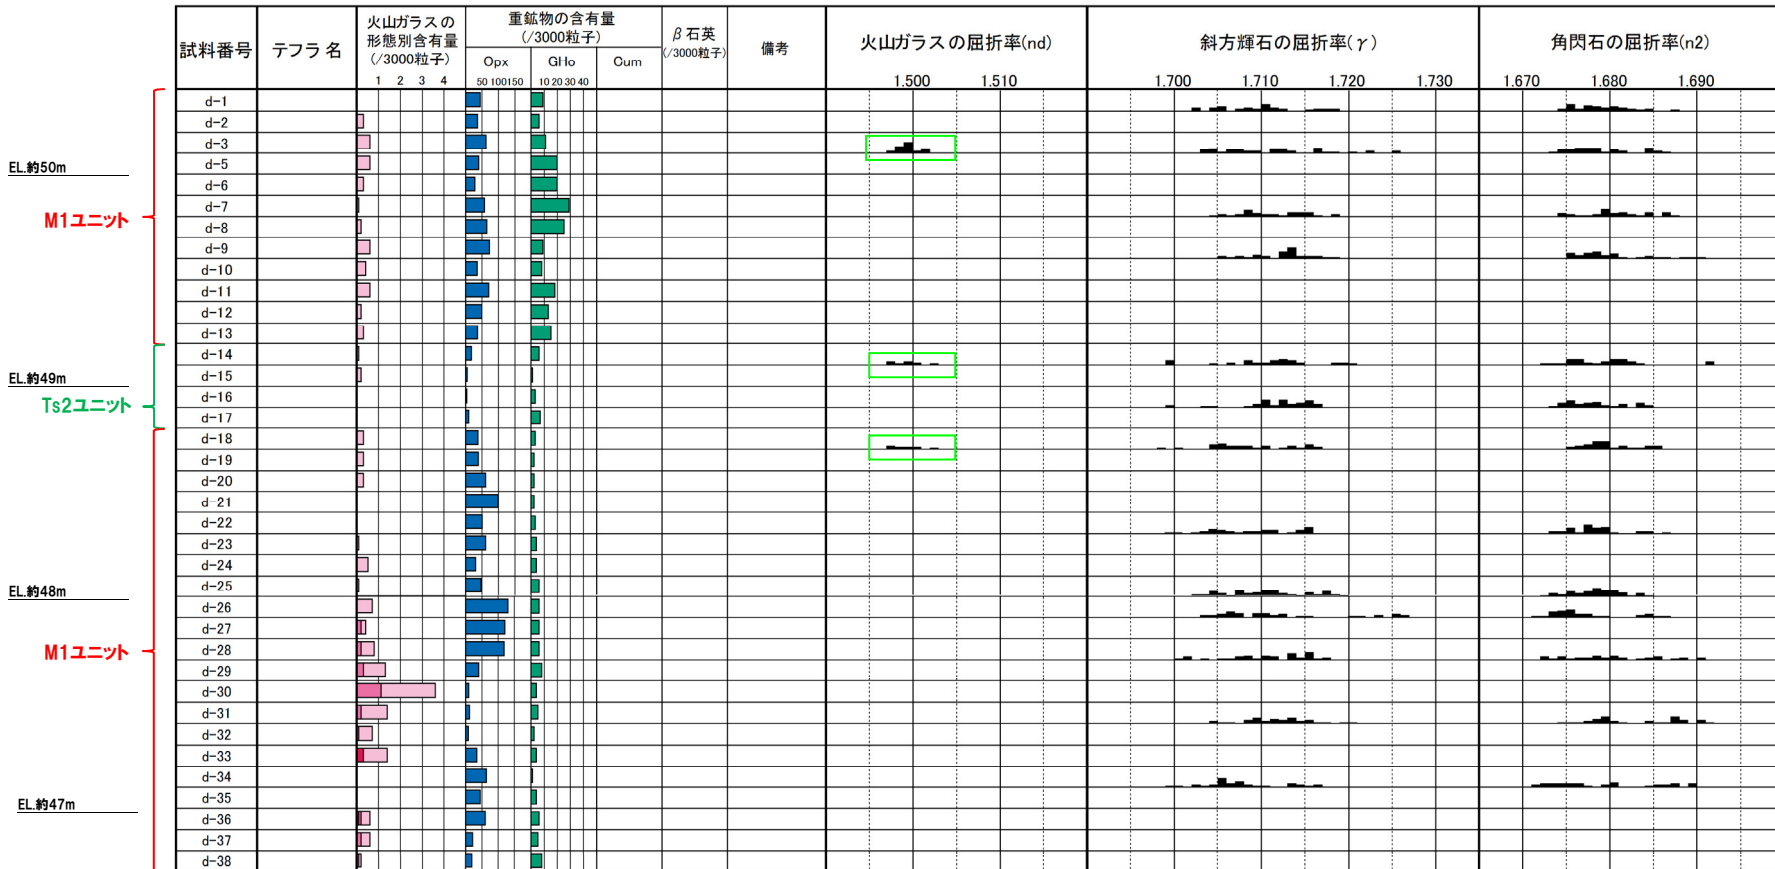 試料番号
テフラ名
火山ガラスの
形態別含有量
(/3000粒子)
1 2 3 4
重鉱物の含有量
(/3000粒子)
Opx
50 100 150
GHo
10 20 30 40
Cum
β石英
(/3000粒子)
備考
火山ガラスの屈折率(nd)
1.500 1.510
斜方輝石の屈折率(γ)
1.700 1.710 1.720 1.730
角閃石の屈折率(n2)
1.670 1.680 1.690
d-1
d-2
d-3
EL.約50m
d-5
d-6
d-7
M1ユニット
d-8
d-9
d-10
d-11
d-12
d-13
d-14
EL.約49m
d-15
d-16
Ts2ユニット
d-17
d-18
d-19
d-20
d-21
d-22
d-23
d-24
EL.約48m
d-25
d-26
d-27
M1ユニット
d-28
d-29
d-30
d-31
d-32
d-33
d-34
EL.約47m
d-35
d-36
d-37
d-38